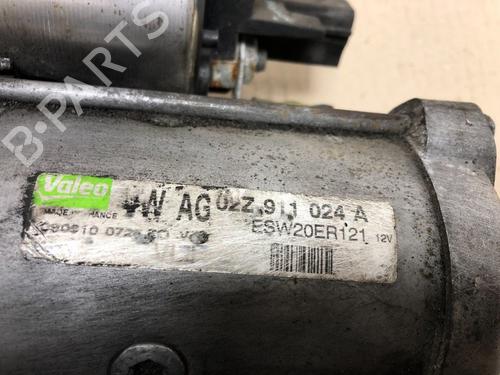 B-PARTS
Valeo
VW AG 02Z 911 024 A
MADE IN FRANCE
ESW20ER121 12V